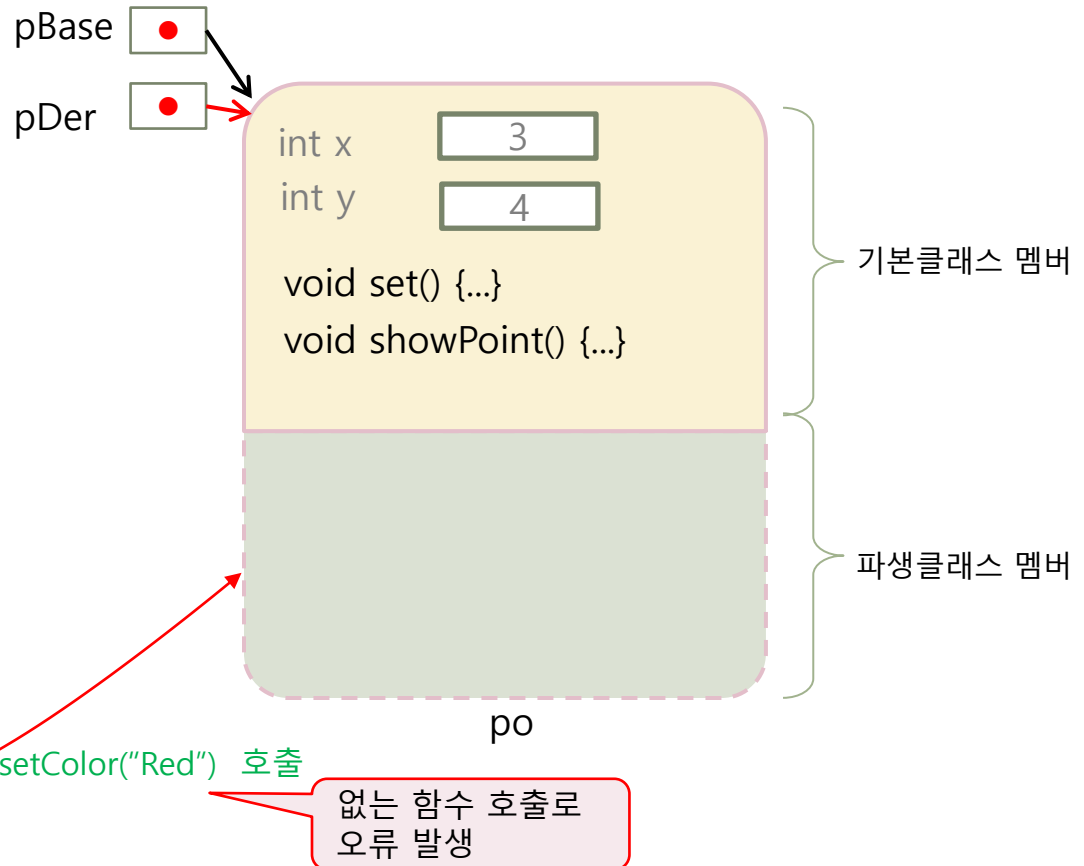 pBase
pDer
int x
3
int y
4
void set() {...}
void showPoint() {...}
기본클래스 멤버
파생클래스 멤버
po
setColor("Red") 호출
없는 함수 호출로
오류 발생